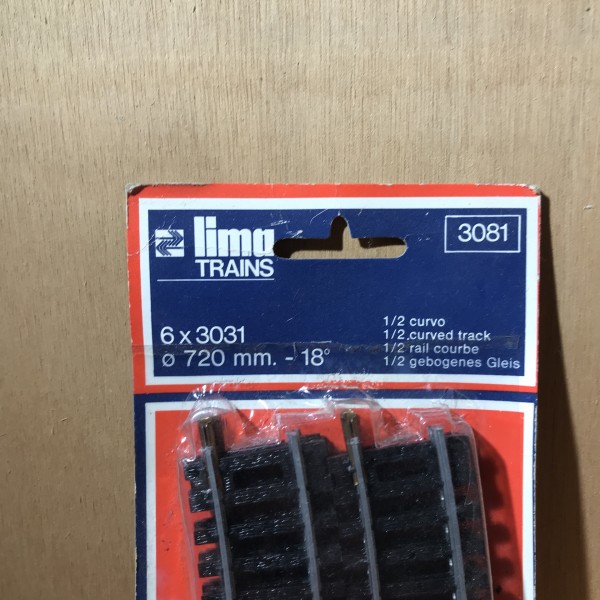 lima
TRAINS
3081
6 x 3031
ø 720 mm. - 18°
1/2 curvo
1/2 curved track
1/2 rail courbe
1/2 gebogenes Gleis